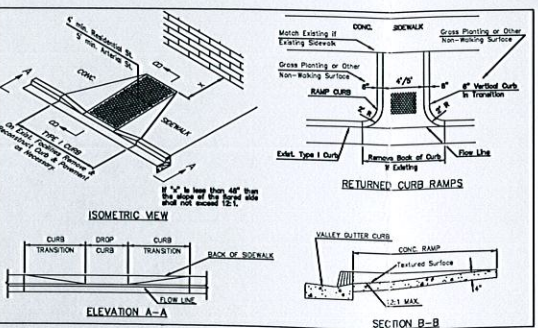 4' min. Residential St.
5' min. Arterial St.
CONC.
A
B
x
SIDEWALK
B
TYPE I CURB
On Exist. Facilities Remove &
Reconstruct Curb & Pavement
as Necessary.
A
If "x" is less than 48" then
the slope of the flared side
shall not exceed 12:1.
ISOMETRIC VIEW
CONC. SIDEWALK
Match Existing if
Existing Sidewalk
Grass Planting or Other
Non-Walking Surface
Grass Planting or Other
Non-Walking Surface
6" 4'/5' 6"
RAMP CURB
6" Vertical Curb
In Transition
2' R
2' R
Exist. Type I Curb
Remove Back of Curb
If Existing
Flow Line
RETURNED CURB RAMPS
CURB
TRANSITION
DROP
CURB
CURB
TRANSITION
BACK OF SIDEWALK
FLOW LINE
ELEVATION A-A
VALLEY GUTTER CURB
CONC. RAMP
Textured Surface
12:1 MAX.
4"
SECTION B-B